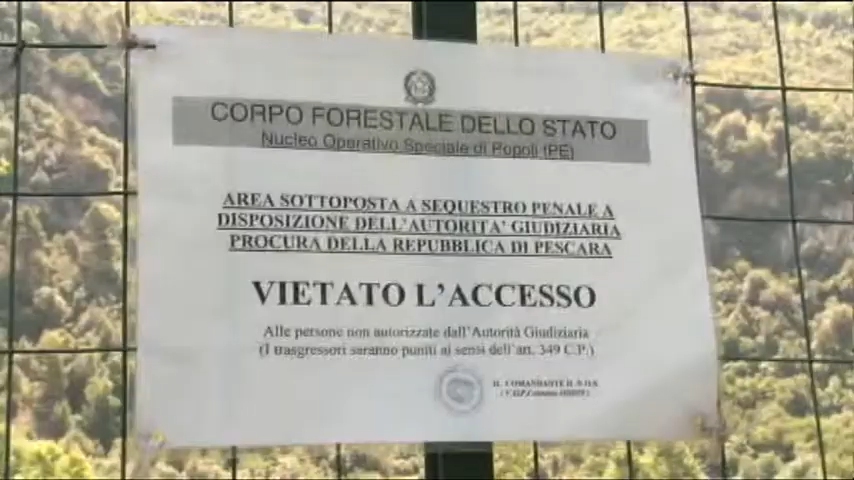 CORPO FORESTALE DELLO STATO
Nucleo Operativo Speciale di Popoli (PE)
AREA SOTTOPOSTA A SEQUESTRO PENALE A
DISPOSIZIONE DELL'AUTORITA' GIUDIZIARIA
PROCURA DELLA REPUBBLICA DI PESCARA
VIETATO L'ACCESSO
Alle persone non autorizzate dall'Autorità Giudiziaria
(I trasgressori saranno puniti ai sensi dell'art. 349 C.P.)
IL COMANDANTE IL N.O.S.